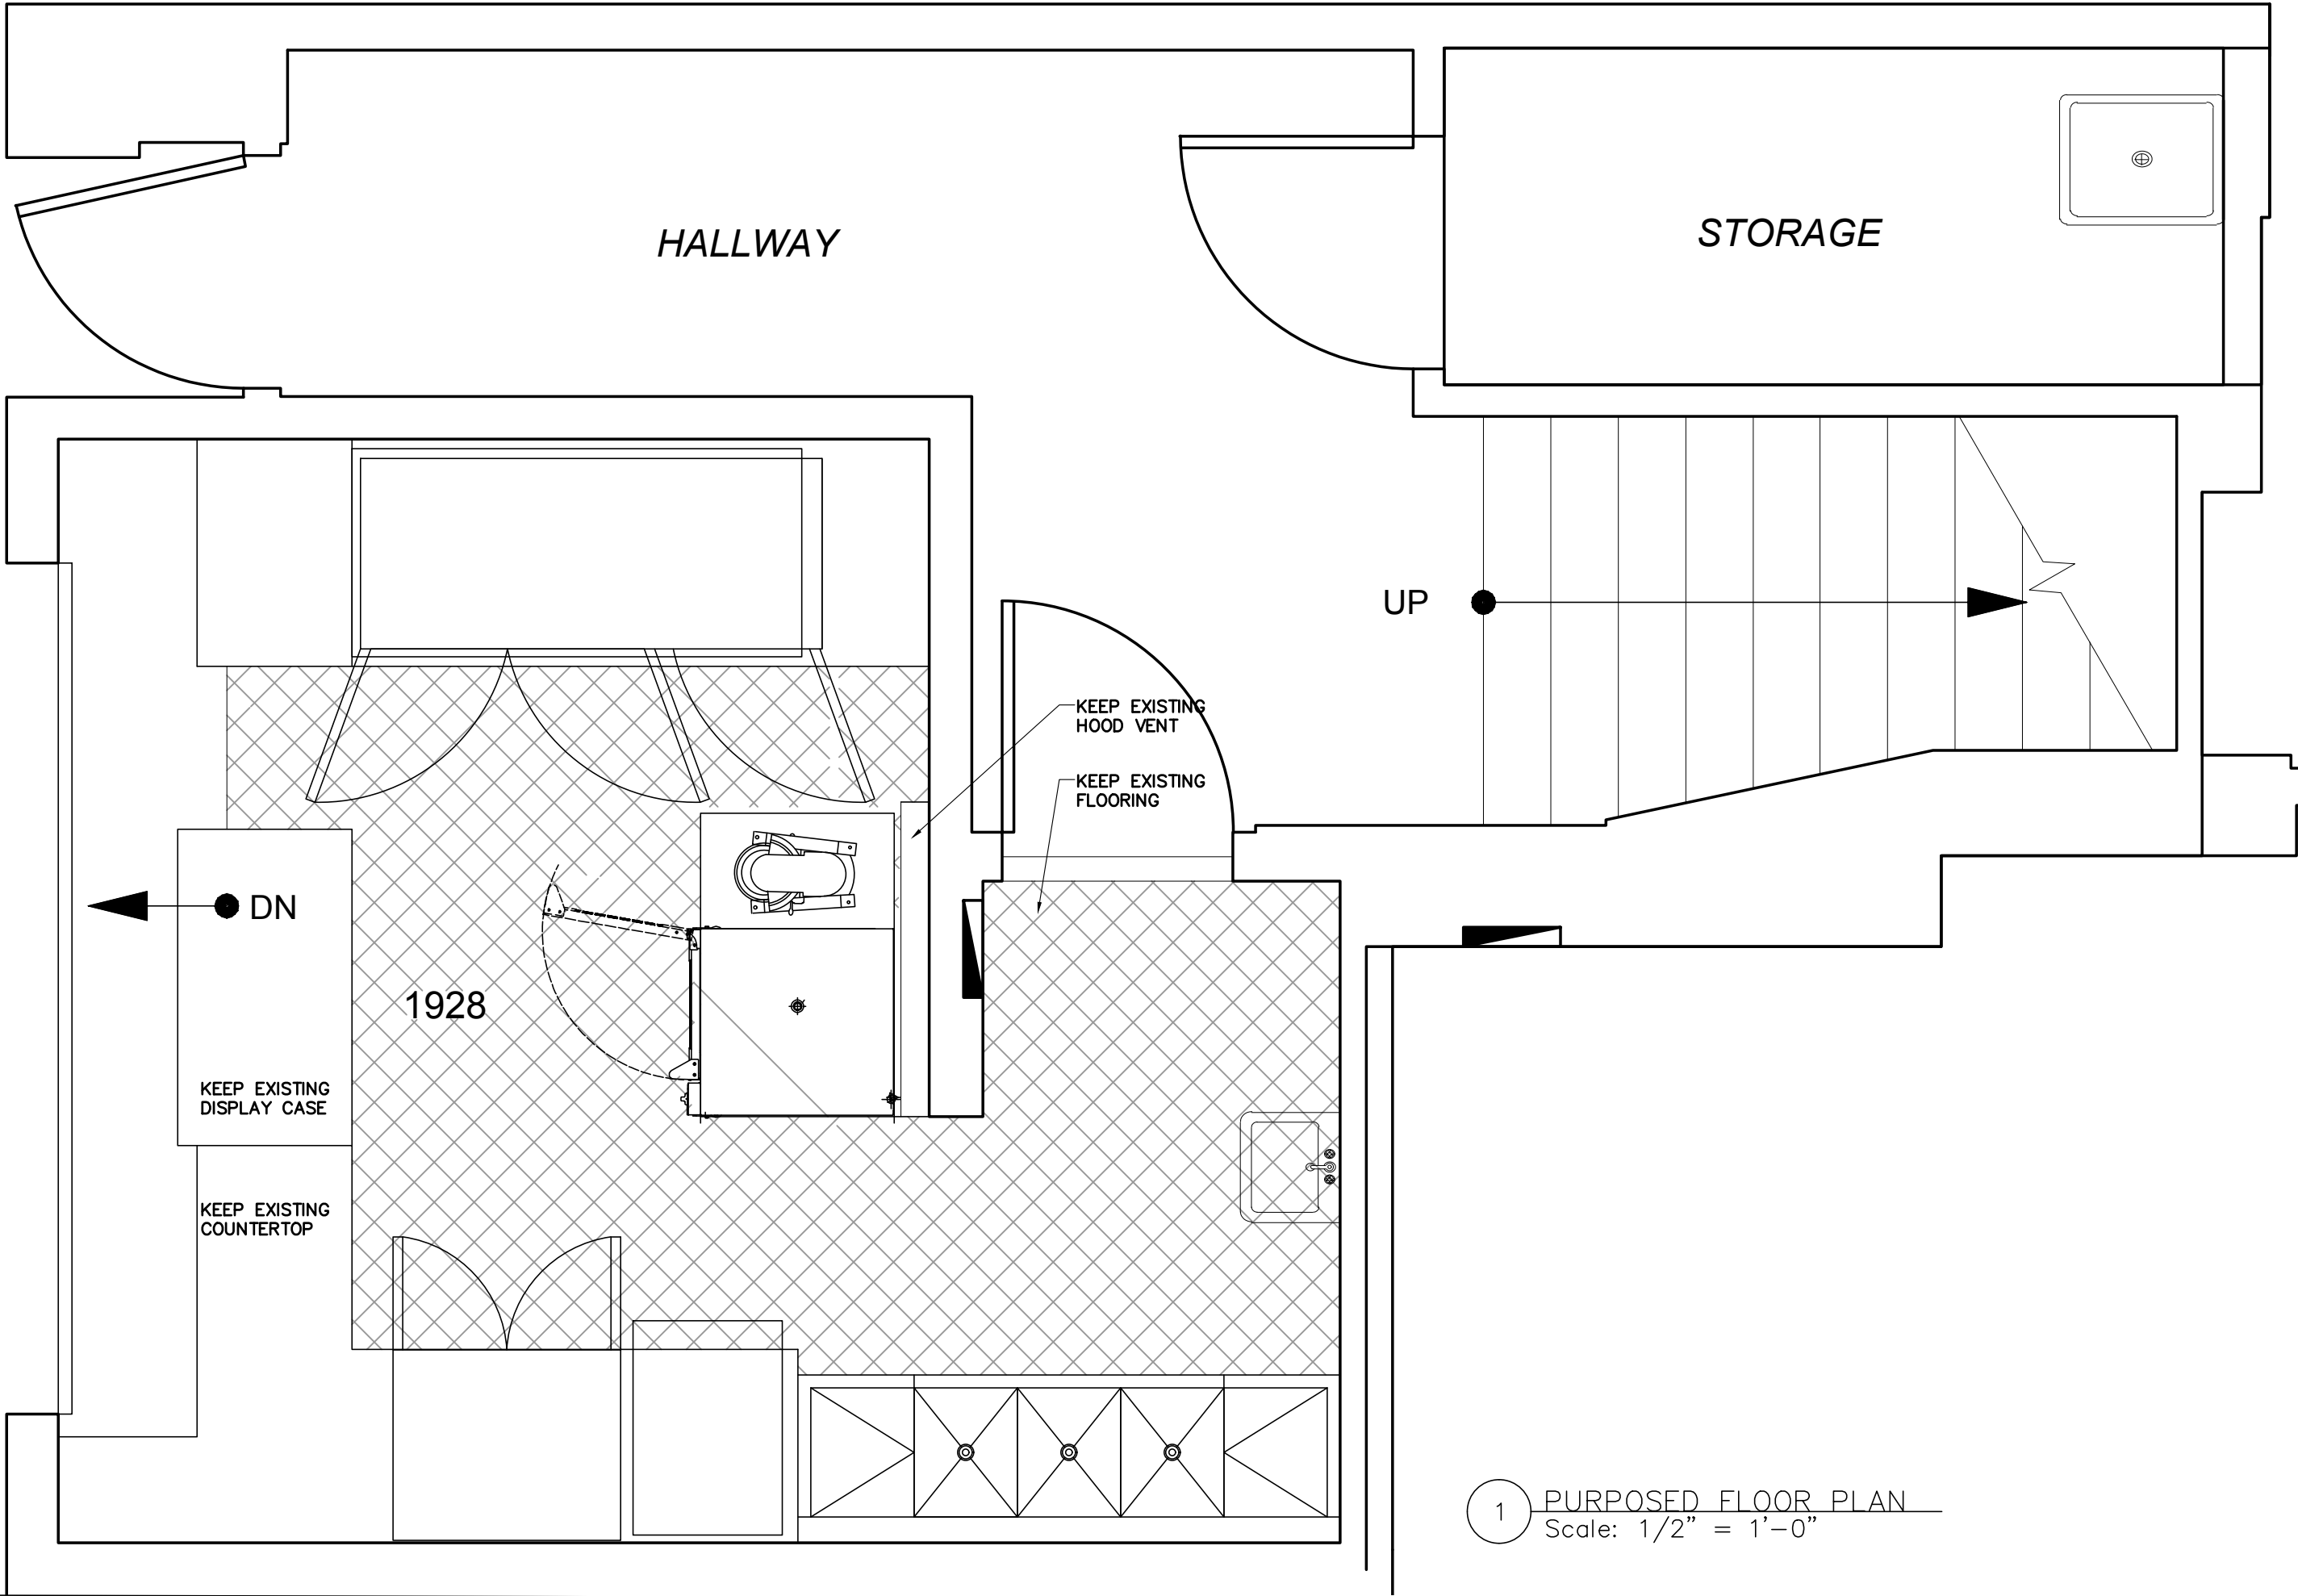 HALLWAY
STORAGE
UP
KEEP EXISTING
HOOD VENT
KEEP EXISTING
FLOORING
DN
1928
KEEP EXISTING
DISPLAY CASE
KEEP EXISTING
COUNTERTOP
1
PURPOSED FLOOR PLAN
Scale: 1/2” = 1’–0”